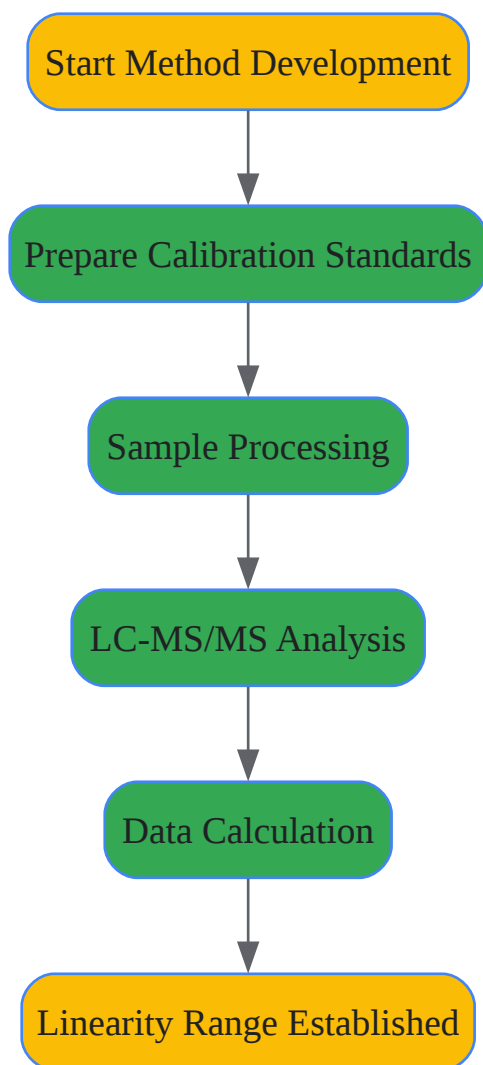 Start Method Development
Prepare Calibration Standards
Sample Processing
LC-MS/MS Analysis
Data Calculation
Linearity Range Established